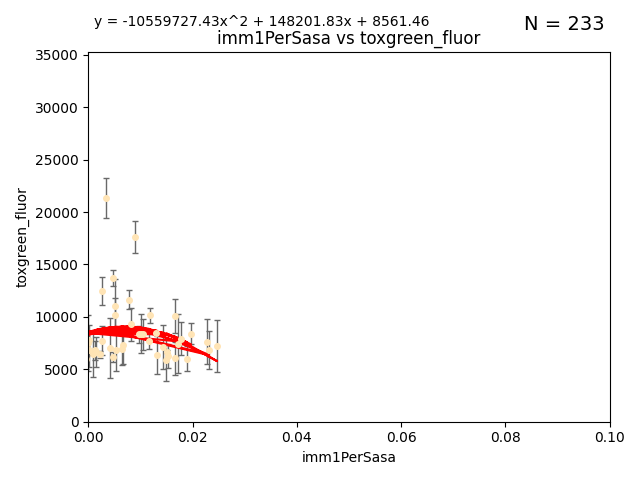 y = -10559727.43x^2 + 148201.83x + 8561.46
N = 233
imm1PerSasa vs toxgreen_fluor
35000
30000
25000
20000
15000
10000
5000
0
toxgreen_fluor
0.00
0.02
0.04
0.06
0.08
0.10
imm1PerSasa